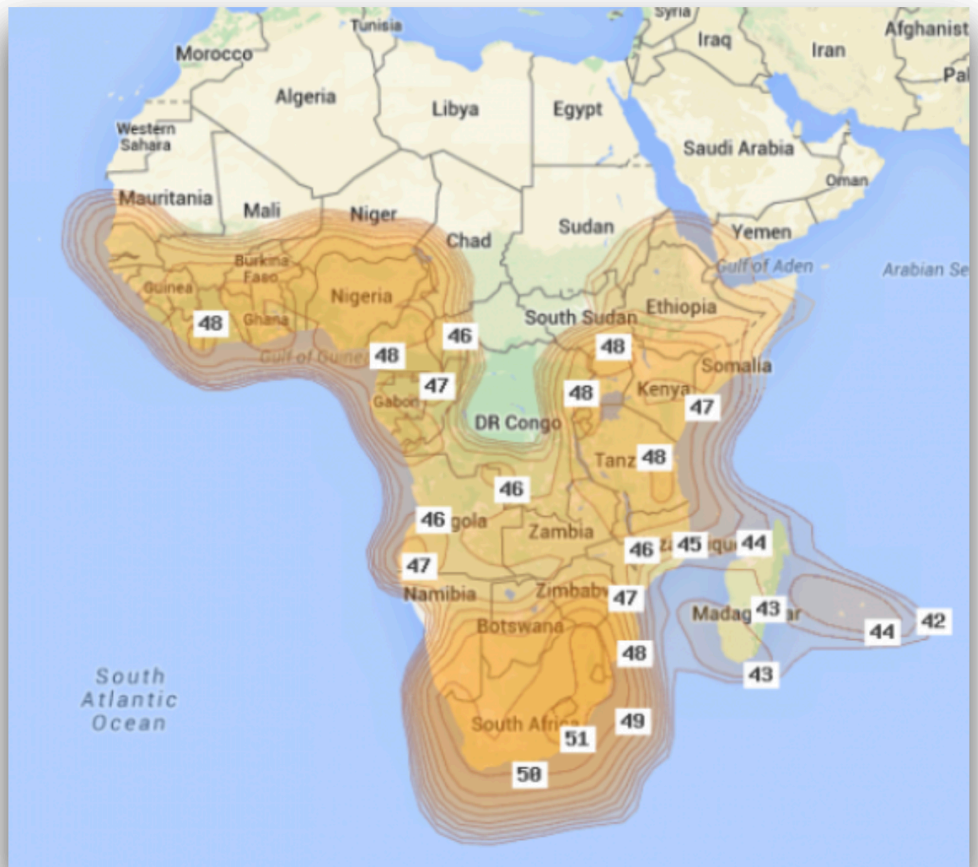 Syria
Tunisia
Afghanist
Morocco
Iraq
Iran
Pal
Algeria
Libya
Egypt
Western
Sahara
Saudi Arabia
Oman
Mauritania
Mali
Niger
Sudan
Yemen
Chad
Burkina
Faso
Gulf of Aden
Arabian Se
Guinea
Nigeria
Ethiopia
Ghana
48
South Sudan
46
48
Gulf of Guine
48
Somalia
47
48
Kenya
Gabon
47
DR Congo
Tanz
48
46
46
gola
Zambia
46
45
iqu
44
47
Namibia
Zimbabw
47
Madag
43
ar
42
Botswana
44
48
43
South
Atlantic
Ocean
South Africa
49
51
50